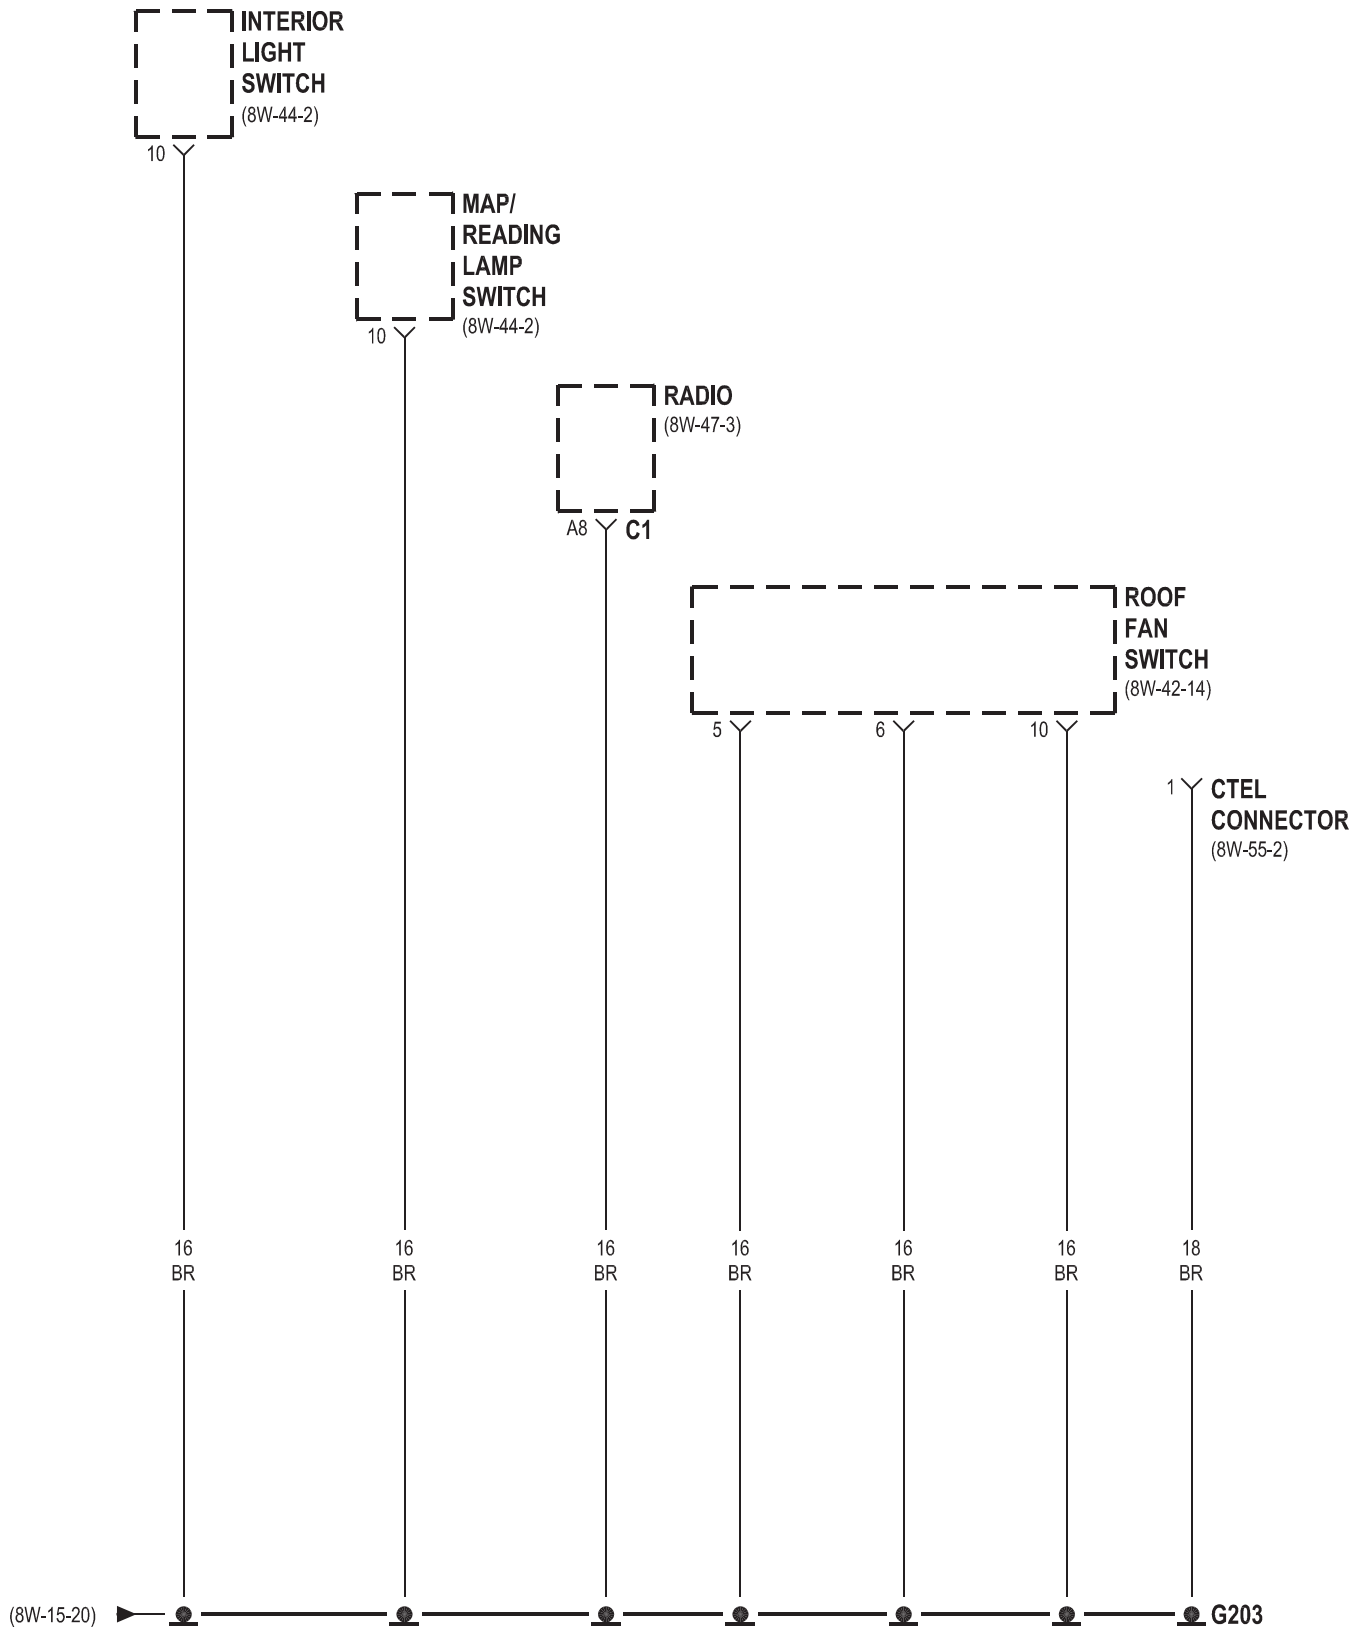 INTERIOR
LIGHT
SWITCH
(8W-44-2)
10
MAP/
READING
LAMP
SWITCH
(8W-44-2)
10
RADIO
(8W-47-3)
A8
C1
ROOF
FAN
SWITCH
(8W-42-14)
5
6
10
1
CTEL
CONNECTOR
(8W-55-2)
16
BR
16
BR
16
BR
16
BR
16
BR
16
BR
18
BR
(8W-15-20)
G203